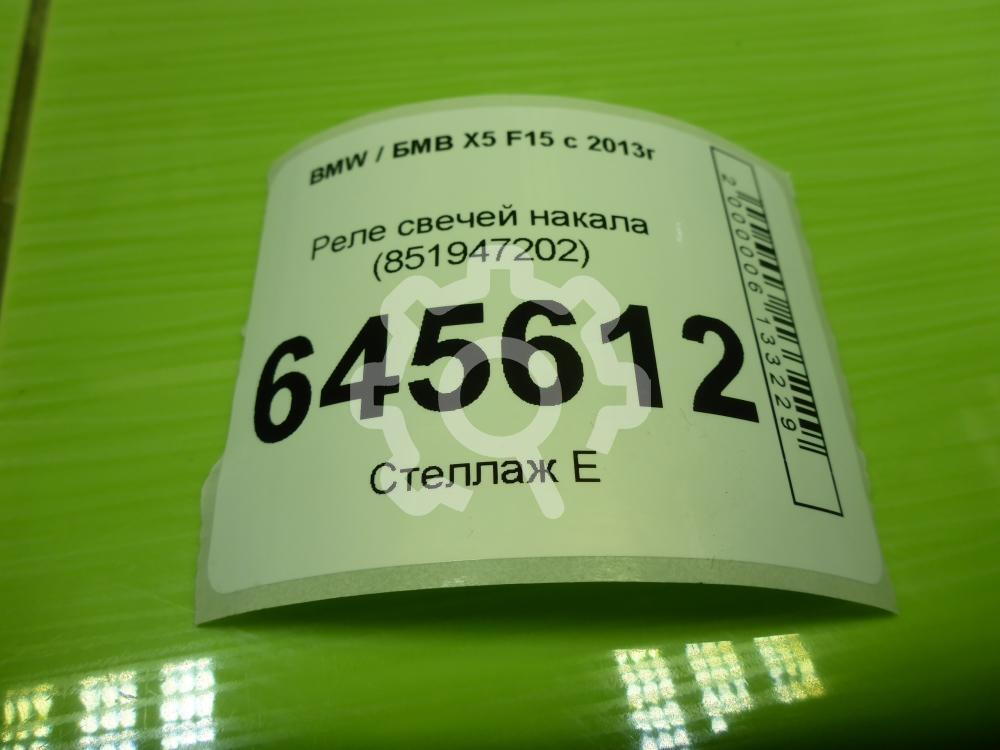 BMW / БМВ X5 F15 с 2013г
Реле свечей накала
(851947202)
645612
Стеллаж Е
2000006133229